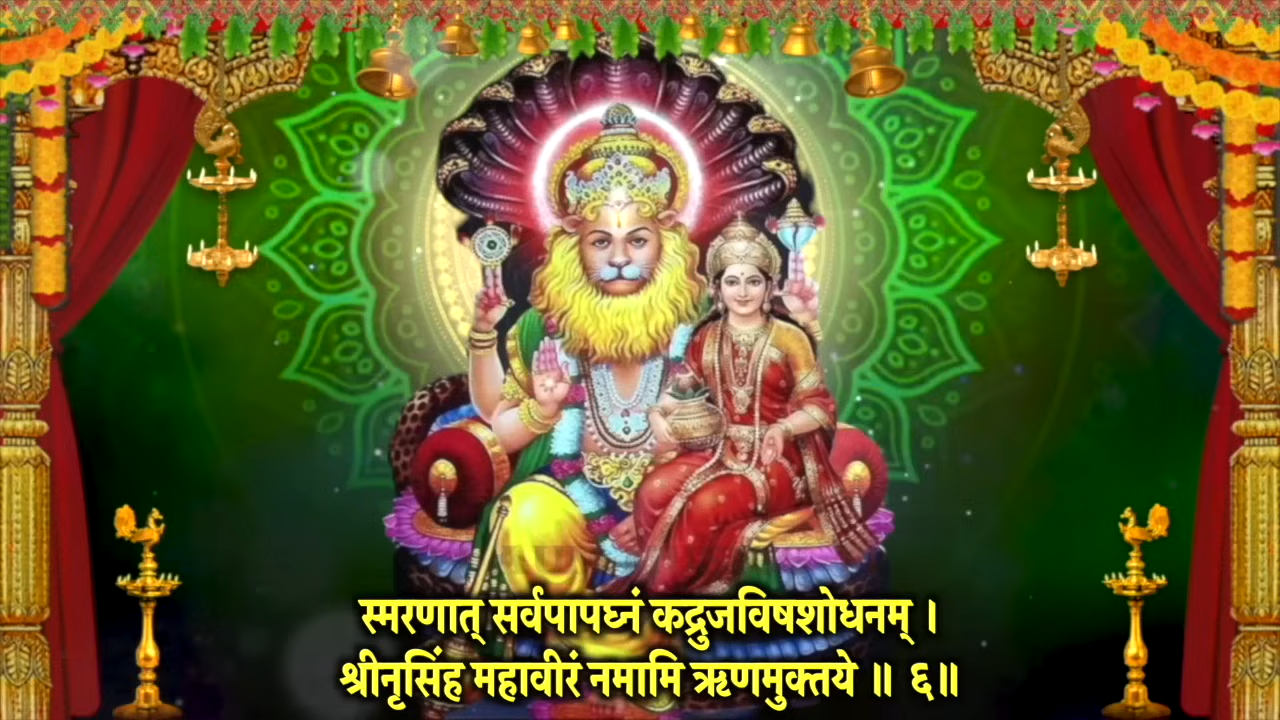 स्मरणात् सर्वपापघ्नं कद्रुजविषशोधनम् ।
श्रीनृसिंह महावीरं नमामि ऋणमुक्तये ॥ ६॥